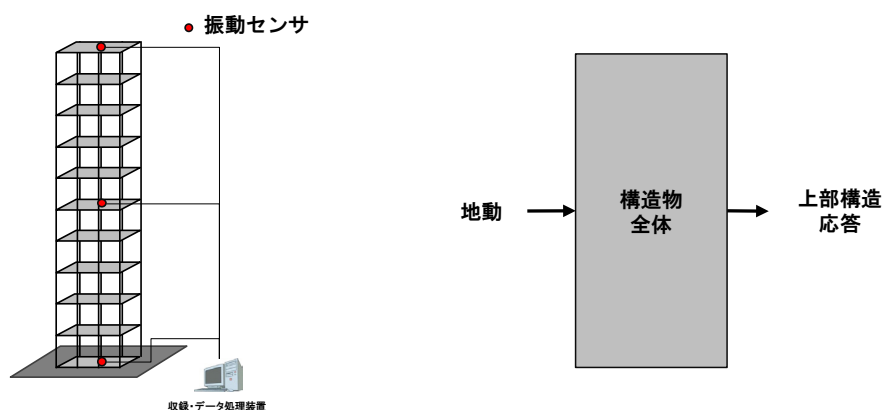 振動センサ
収録・データ処理装置
地動
構造物
全体
上部構造
応答